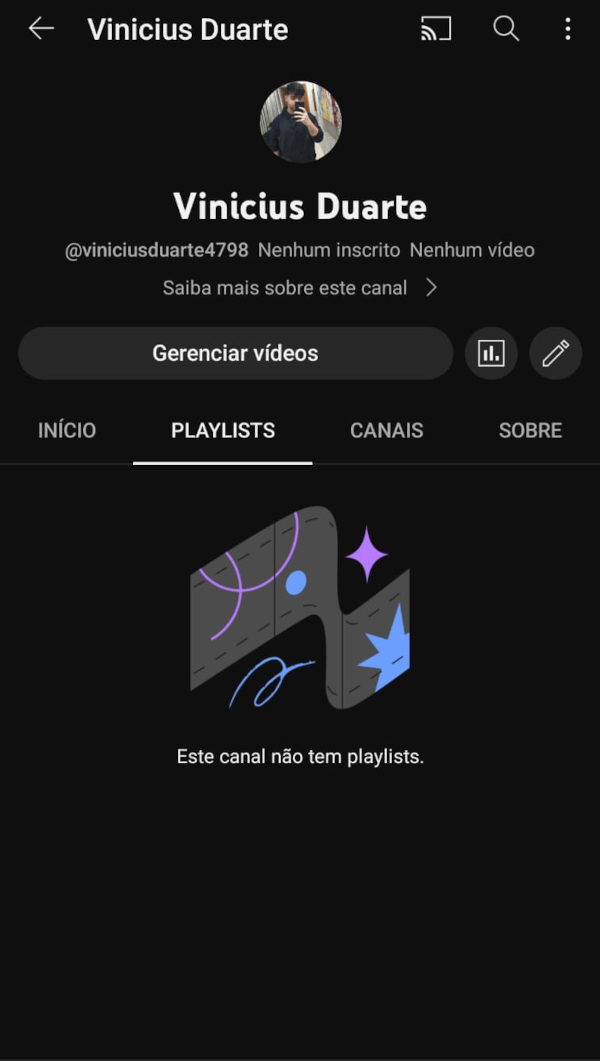 Vinicius Duarte
Vinicius Duarte
@viniciusduarte4798 Nenhum inscrito Nenhum vídeo
Saiba mais sobre este canal
Gerenciar vídeos
INÍCIO PLAYLISTS CANAIS SOBRE
Este canal não tem playlists.